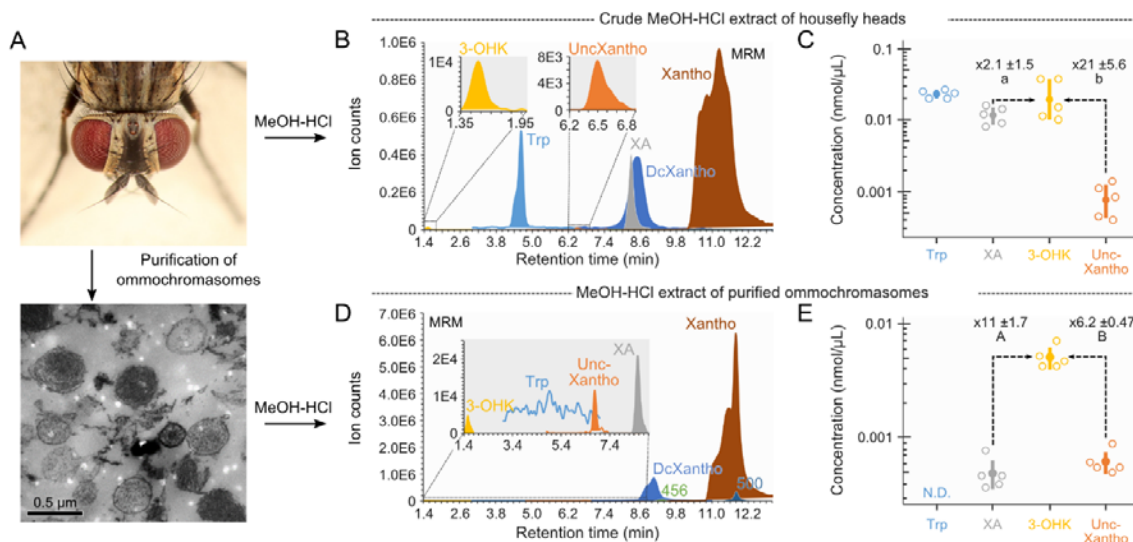 Crude MeOH-HCl extract of housefly heads
A
MeOH-HCl
Purification of
ommochromasomes
0.5 µm
MeOH-HCl
B
MRM
Ion counts
1.0E6
0.8E6
0.6E6
0.4E6
0.2E6
0
3-OHK
1E4
0
1.35
1.95
UncXantho
8E3
4E3
0
6.2
6.5
6.8
Trp
XA
DcXantho
Xantho
1.4
2.6
3.8
5.0
6.2
7.4
8.6
9.8
11.0
12.2
Retention time (min)
C
Concentration (nmol/µL)
0.1
0.01
0.001
x2.1 ±1.5
a
x21 ±5.6
b
Trp
XA
3-OHK
Unc-
Xantho
MeOH-HCl extract of purified ommochromasomes
D
MRM
Ion counts
7.0E6
6.0E6
5.0E6
4.0E6
3.0E6
2.0E6
1.0E6
0
2E4
1E4
0
3-OHK
Trp
Unc-
Xantho
XA
1.4
3.4
5.4
7.4
Xantho
DcXantho
456
500
1.4
2.6
3.8
5.0
6.2
7.4
8.6
9.8
11.0
12.2
Retention time (min)
E
Concentration (nmol/µL)
0.01
0.001
x11 ±1.7
A
x6.2 ±0.47
B
N.D.
Trp
XA
3-OHK
Unc-
Xantho